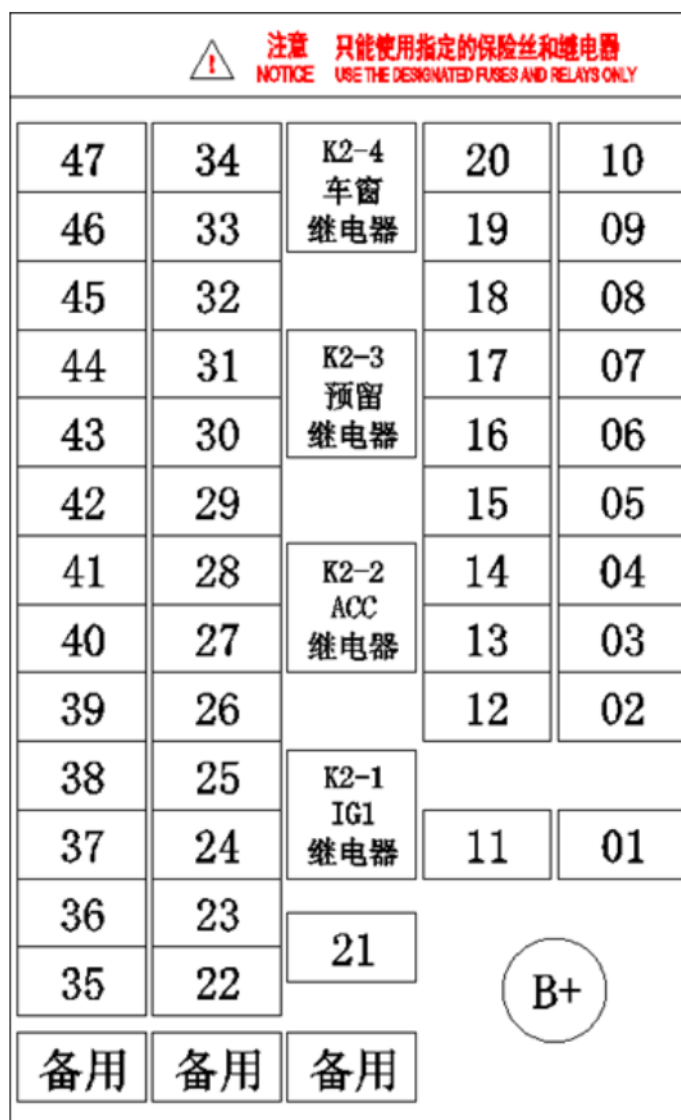 注意 只能使用指定的保险丝和继电器
NOTICE USE THE DESIGNATED FUSES AND RELAYS ONLY
47 34 K2-4 20 10
车窗
46 33 继电器 19 09
45 32 18 08
44 31 K2-3 17 07
预留
43 30 继电器 16 06
42 29 15 05
41 28 K2-2 14 04
ACC
40 27 继电器 13 03
39 26 12 02
38 25 K2-1
IG1
37 24 继电器 11 01
36 23
21
35 22 B+
备用 备用 备用